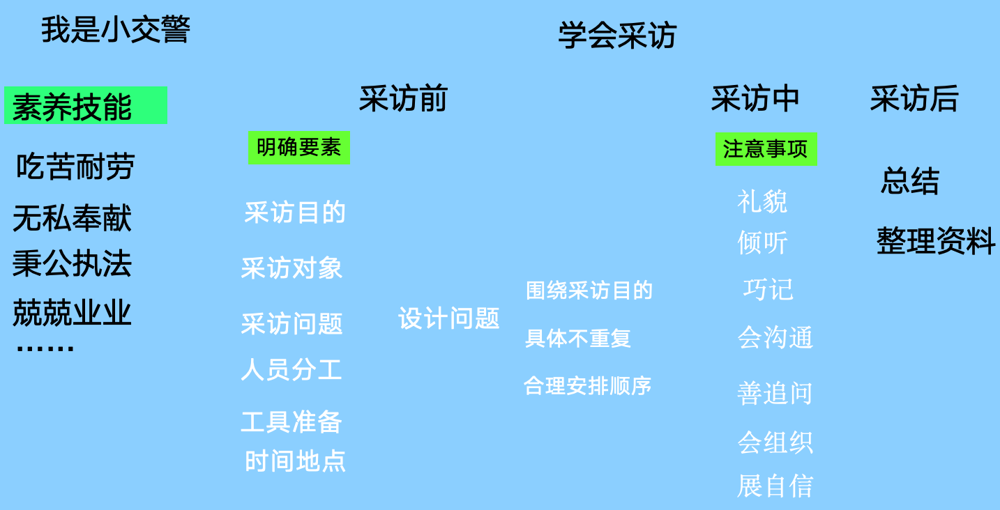 我是小交警
学会采访
素养技能
吃苦耐劳
无私奉献
秉公执法
兢兢业业
······
采访前
明确要素
采访目的
采访对象
采访问题
人员分工
工具准备
时间地点
设计问题
围绕采访目的
具体不重复
合理安排顺序
采访中
注意事项
礼貌
倾听
巧记
会沟通
善追问
会组织
展自信
采访后
总结
整理资料